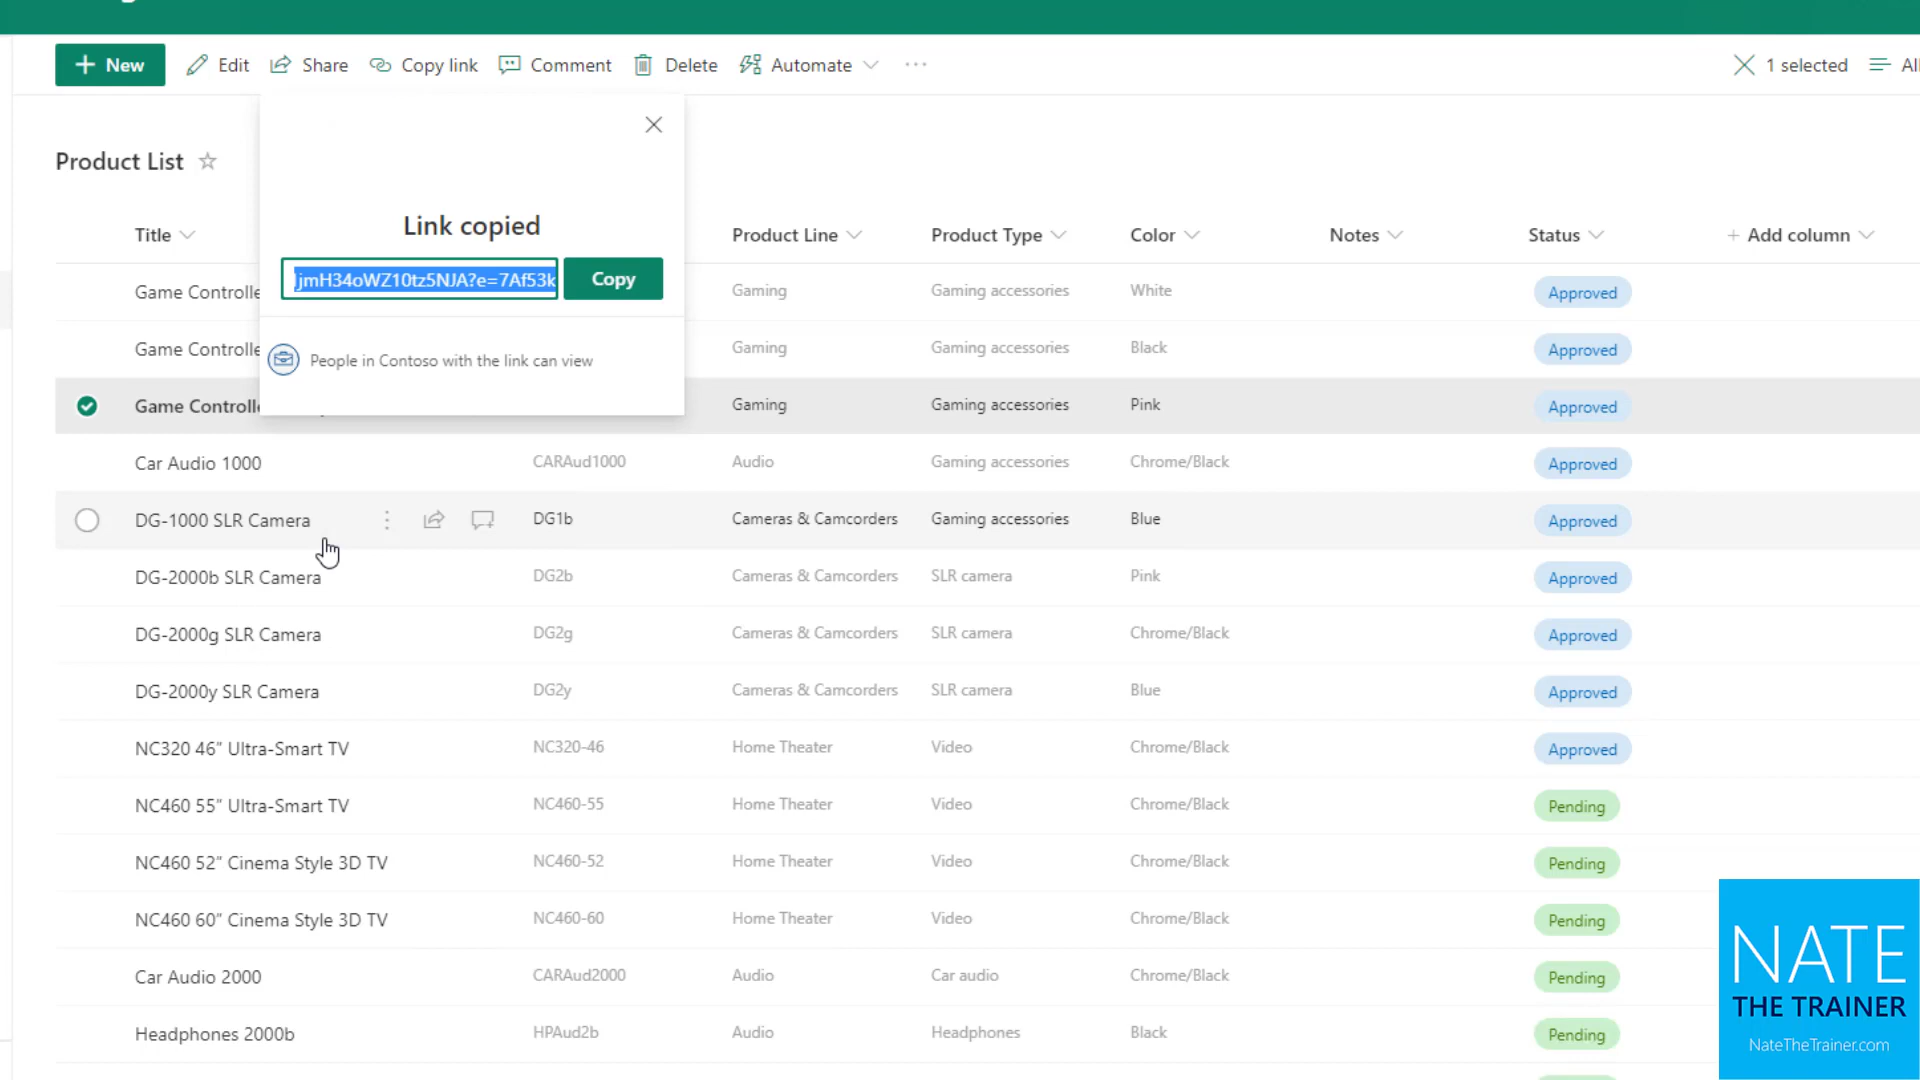 New Edit Share Copy link Comment Delete Automate 1 selected
Product List
Link copied
jmH34oWZ10tz5NJA?e=7Af53k Copy
People in Contoso with the link can view
Title Product Line Product Type Color Notes Status Add column
Gaming Gaming accessories White Approved
Gaming Gaming accessories Black Approved
Gaming Gaming accessories Pink Approved
Car Audio 1000 CARAud1000 Audio Gaming accessories Chrome/Black Approved
DG-1000 SLR Camera DG1b Cameras & Camcorders Gaming accessories Blue Approved
DG-2000b SLR Camera DG2b Cameras & Camcorders SLR camera Pink Approved
DG-2000g SLR Camera DG2g Cameras & Camcorders SLR camera Chrome/Black Approved
DG-2000y SLR Camera DG2y Cameras & Camcorders SLR camera Blue Approved
NC320 46" Ultra-Smart TV NC320-46 Home Theater Video Chrome/Black Approved
NC460 55" Ultra-Smart TV NC460-55 Home Theater Video Chrome/Black Pending
NC460 52" Cinema Style 3D TV NC460-52 Home Theater Video Chrome/Black Pending
NC460 60" Cinema Style 3D TV NC460-60 Home Theater Video Chrome/Black Pending
Car Audio 2000 CARAud2000 Audio Car audio Chrome/Black Pending
Headphones 2000b HPAud2b Audio Headphones Black Pending
NATE
THE TRAINER
NateTheTrainer.com